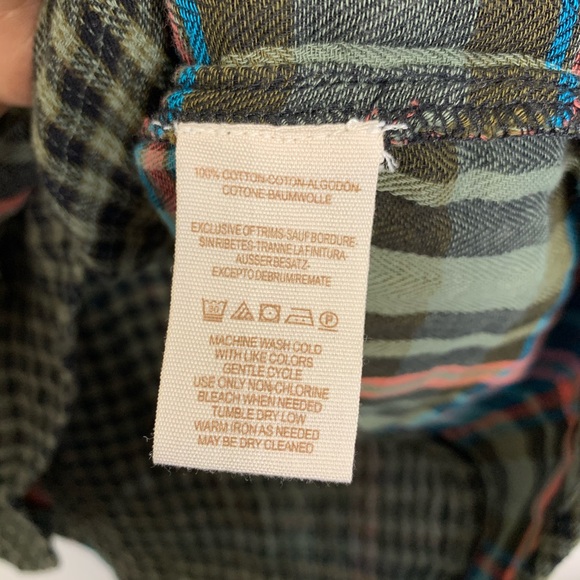 100% COTTON-COTON-ALGODÓN-
COTONE-BAUMWOLLE
EXCLUSIVE OF TRIMS-SAUF BORDURE-
SIN RIBETES-TRANNE LA FINITURA-
AUSSER BESATZ-
EXCEPTO DEBRUM/REMATE
MACHINE WASH COLD
WITH LIKE COLORS
GENTLE CYCLE
USE ONLY NON-CHLORINE
BLEACH WHEN NEEDED
TUMBLE DRY LOW
WARM IRON AS NEEDED
MAY BE DRY CLEANED